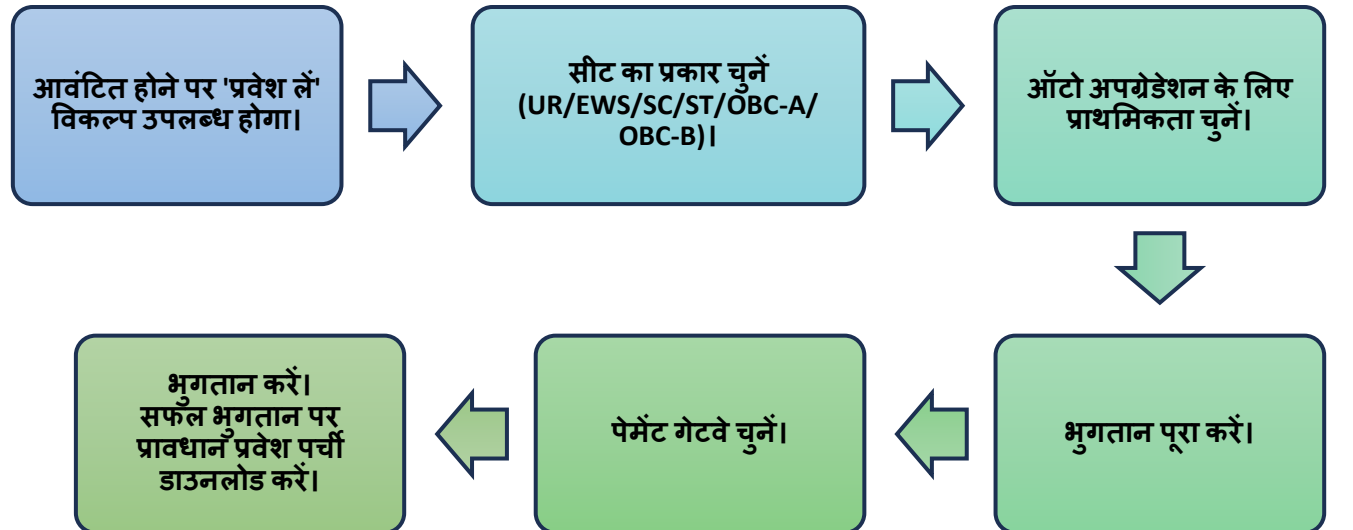 आवंटित होने पर 'प्रवेश लें'
विकल्प उपलब्ध होगा।
सीट का प्रकार चुनें
(UR/EWS/SC/ST/OBC-A/
OBC-B)।
ऑटो अपग्रेडेशन के लिए
प्राथमिकता चुनें।
भुगतान पूरा करें।
पेमेंट गेटवे चुनें।
भुगतान करें।
सफल भुगतान पर
प्रावधान प्रवेश पर्ची
डाउनलोड करें।